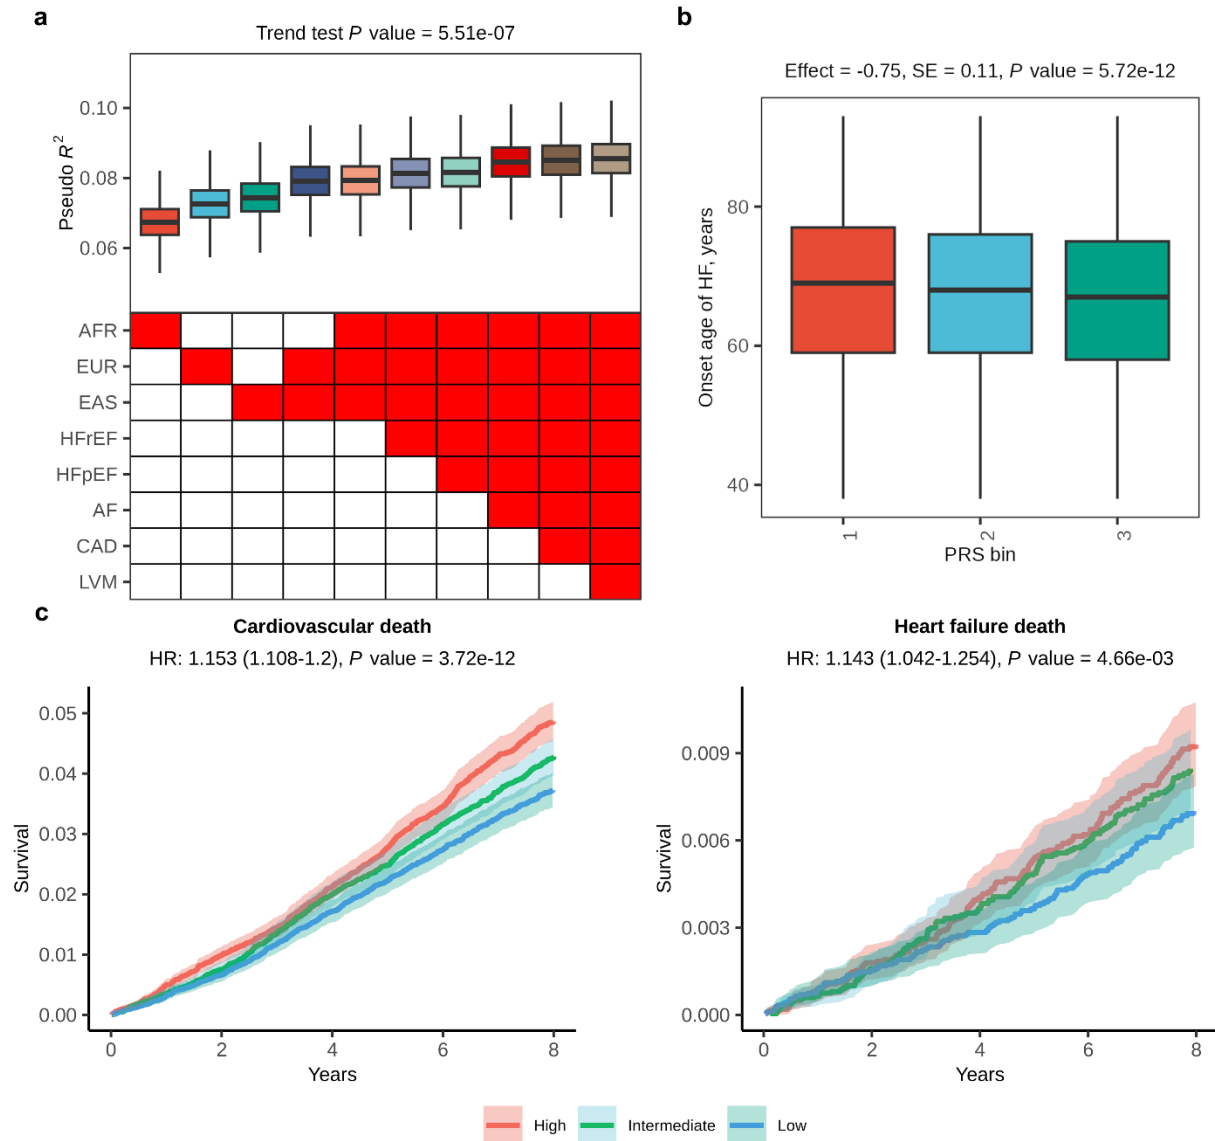 a
Trend test P value = 5.51e-07
Pseudo R²
0.10
0.08
0.06
AFR
EUR
EAS
HFrEF
HFpEF
AF
CAD
LVM
b
Effect = -0.75, SE = 0.11, P value = 5.72e-12
Onset age of HF, years
80
60
40
1
2
3
PRS bin
c
Cardiovascular death
HR: 1.153 (1.108-1.2), P value = 3.72e-12
Survival
0.05
0.04
0.03
0.02
0.01
0.00
0
2
4
6
8
Years
Heart failure death
HR: 1.143 (1.042-1.254), P value = 4.66e-03
Survival
0.009
0.006
0.003
0.000
0
2
4
6
8
Years
High
Intermediate
Low